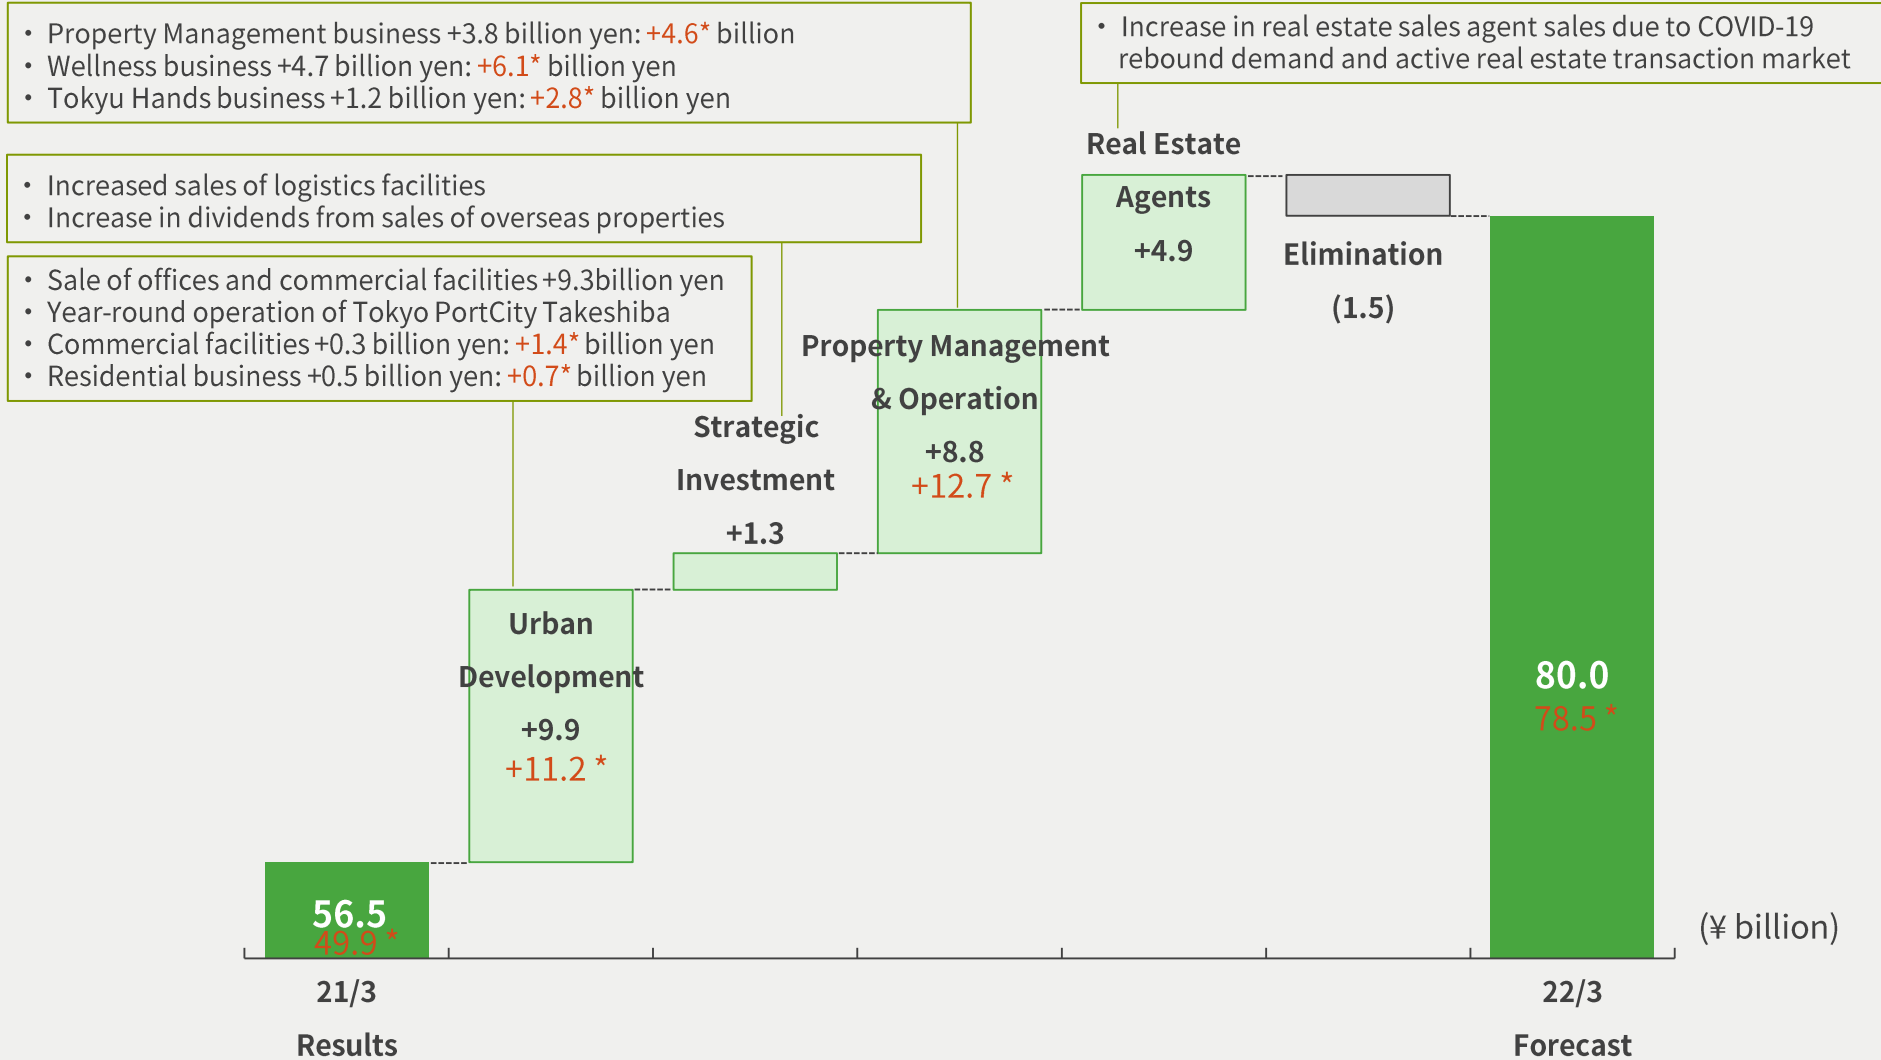 • Property Management business +3.8 billion yen: +4.6* billion
• Wellness business +4.7 billion yen: +6.1* billion yen
• Tokyu Hands business +1.2 billion yen: +2.8* billion yen
• Increase in real estate sales agent sales due to COVID-19
rebound demand and active real estate transaction market
• Increased sales of logistics facilities
• Increase in dividends from sales of overseas properties
• Sale of offices and commercial facilities +9.3billion yen
• Year-round operation of Tokyo PortCity Takeshiba
• Commercial facilities +0.3 billion yen: +1.4* billion yen
• Residential business +0.5 billion yen: +0.7* billion yen
56.5
49.9 *
21/3
Results
Urban
Development
+9.9
+11.2 *
Strategic
Investment
+1.3
Property Management
& Operation
+8.8
+12.7 *
Real Estate
Agents
+4.9
Elimination
(1.5)
80.0
78.5 *
22/3
Forecast
(¥ billion)